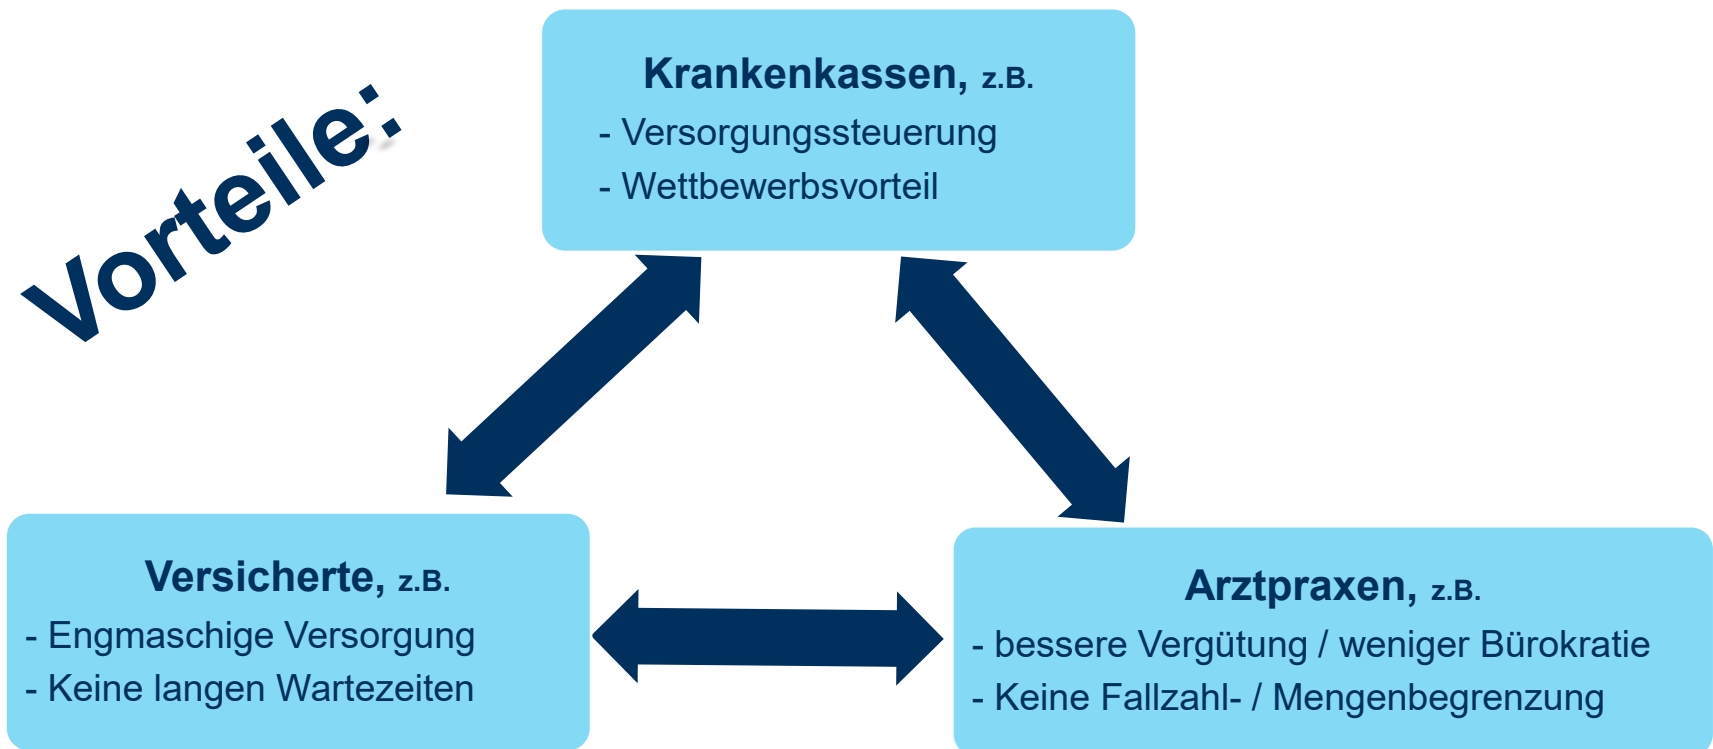 Vorteile:
Krankenkassen, z.B.
- Versorgungssteuerung
- Wettbewerbsvorteil
Versicherte, z.B.
- Engmaschige Versorgung
- Keine langen Wartezeiten
Arztpraxen, z.B.
- bessere Vergütung / weniger Bürokratie
- Keine Fallzahl- / Mengenbegrenzung